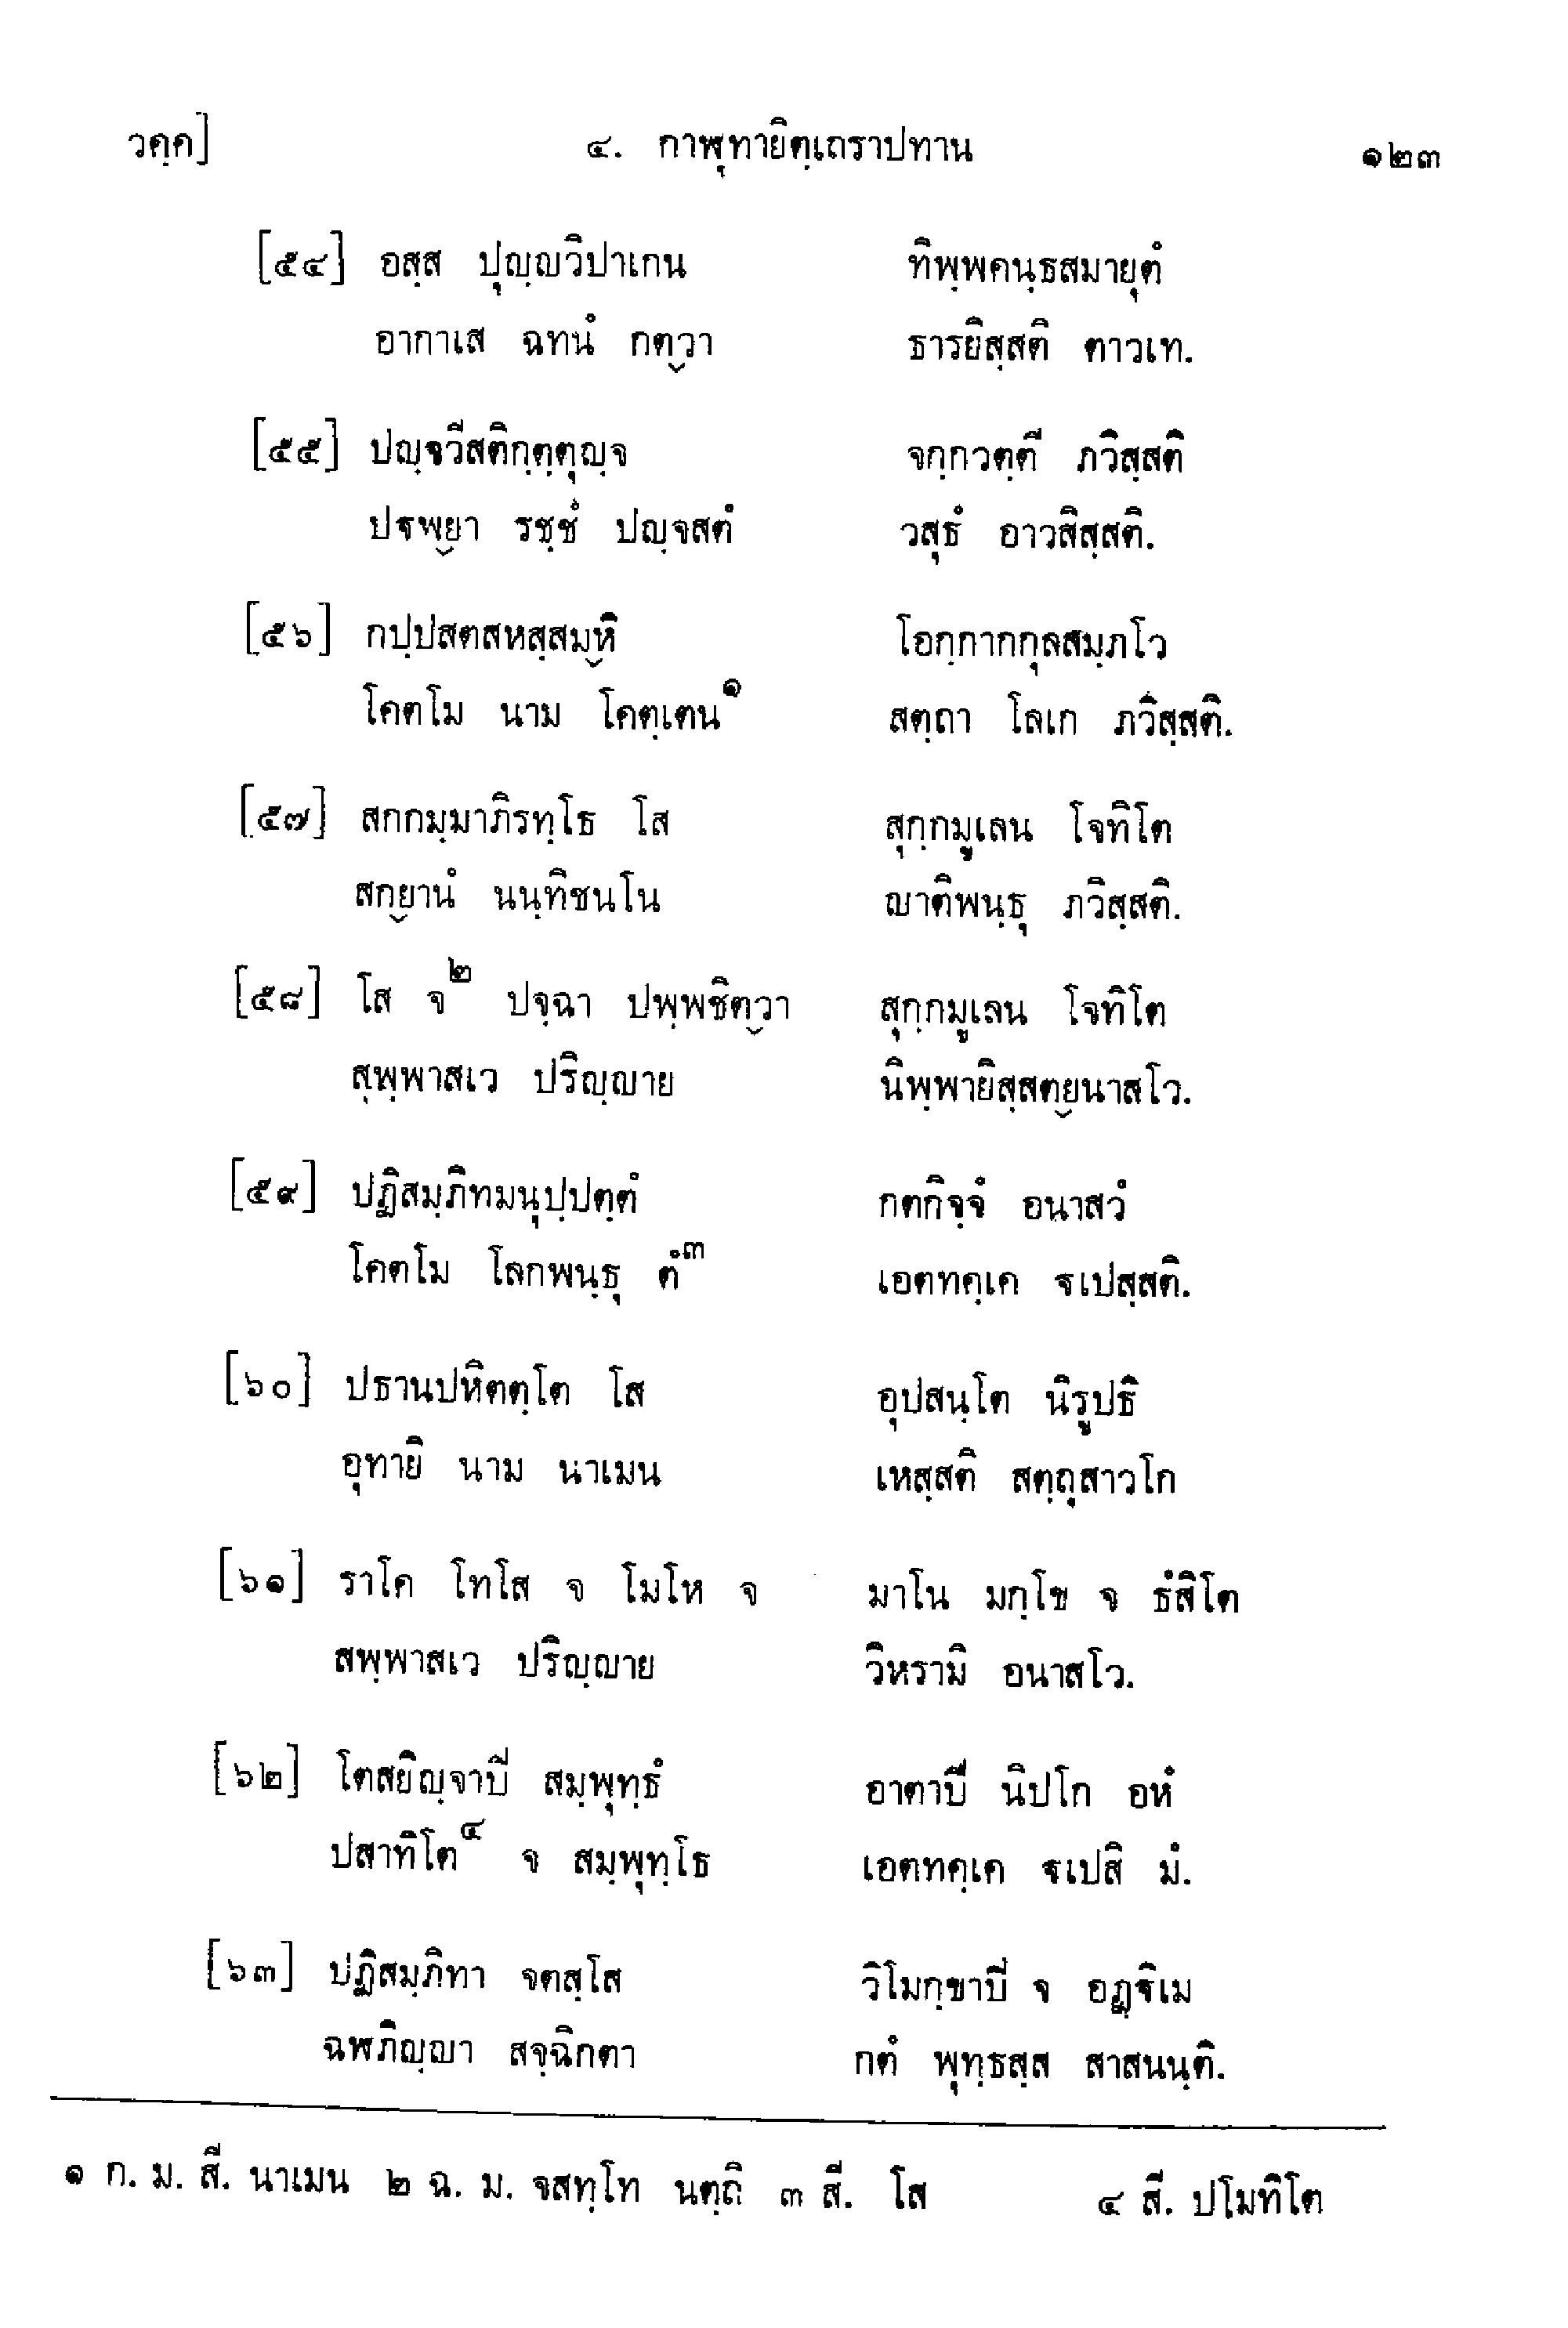 วคฺค] ๔. กาฬุทายิตฺเถราปทาน ๑๒๓
[๕๔] อสฺส ปุญฺญวิปาเกน ทิพฺพคนฺธสมายุตํ
อากาเส ฉทนํ กตฺวา ธารยิสฺสติ ตาวเท.
[๕๕] ปญฺจวีสติกฺตฺตุญฺจ จกฺกวตฺตี ภวิสฺสติ
ปฐพฺยา รชฺชํ ปญฺจสตํ วสุธํ อาวสิสฺสติ.
[๕๖] กปฺปสตสหสฺสมฺหิ โอกฺกากกุลสมฺภโว
โคตโม นาม โคตฺเตน๑ สตฺถา โลเก ภวิสฺสติ.
[๕๗] สกกมฺมาภิรทฺโธ โส สุกฺกมูเลน โจทิโต
สกฺยานํ นนฺทิชนโน ญาติพนฺธุ ภวิสฺสติ.
[๕๘] โส จ๒ ปจฺฉา ปพฺพชิตฺวา สุกฺกมูเลน โจทิโต
สฺพฺพาสเว ปริญฺญาย นิพฺพายิสฺสตฺยนาสโว.
[๕๙] ปฏิสมฺภิทมนุปฺปตฺตํ กตกิจฺจํ อนาสวํ
โคตโม โลกพนฺธุ ตํ๓ เอตทคฺเค ฐเปสฺสติ.
[๖๐] ปธานปหิตตฺโต โส อุปสนฺโต นิรูปธิ
อุทายิ นาม นาเมน เหสฺสติ สตฺถุสาวโก
[๖๑] ราโค โทโส จ โมโห จ มาโน มกฺโข จ ธํสิโต
สพฺพาสเว ปริญฺญาย วิหรามิ อนาสโว.
[๖๒] โตสยิญฺจาปี สมฺพุทฺธํ อาตาปี นิปโก อหํ
ปสาทิโต๔ จ สมฺพุทฺโธ เอตทคฺเค ฐเปสิ มํ.
[๖๓] ปฏิสมฺภิทา จตสฺโส วิโมกฺขาปี จ อฏฺฐิเม
ฉฬภิญฺญา สจฺฉิกตา กตํ พุทฺธสฺส สาสนนฺติ.
๑ ก. ม. สี. นาเมน ๒ ฉ. ม. จสทฺโท นตฺถิ ๓ สี. โส ๔ สี. ปโมทิโต